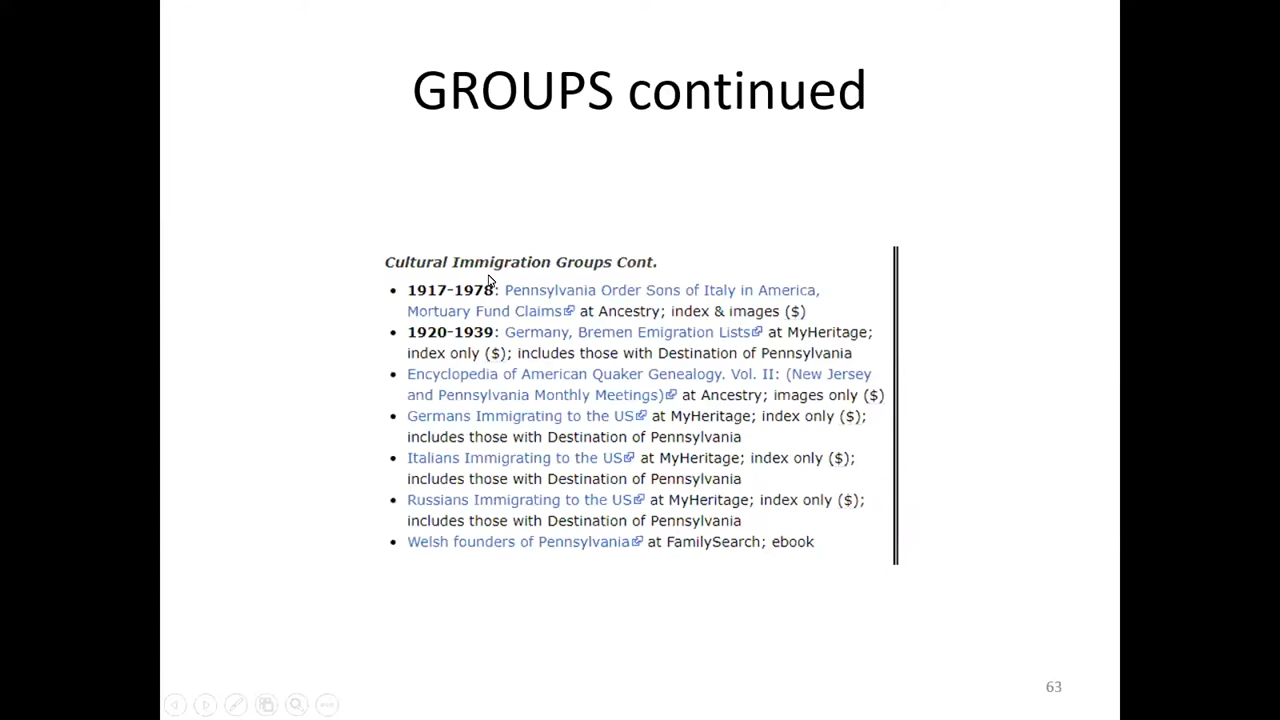 GROUPS continued
Cultural Immigration Groups Cont.
• 1917-1978: Pennsylvania Order Sons of Italy in America,
Mortuary Fund Claims at Ancestry; index & images ($)
• 1920-1939: Germany, Bremen Emigration Lists at MyHeritage;
index only ($); includes those with Destination of Pennsylvania
• Encyclopedia of American Quaker Genealogy. Vol. II: (New Jersey
and Pennsylvania Monthly Meetings) at Ancestry; images only ($)
• Germans Immigrating to the US at MyHeritage; index only ($);
includes those with Destination of Pennsylvania
• Italians Immigrating to the US at MyHeritage; index only ($);
includes those with Destination of Pennsylvania
• Russians Immigrating to the US at MyHeritage; index only ($);
includes those with Destination of Pennsylvania
• Welsh founders of Pennsylvania at FamilySearch; ebook
63